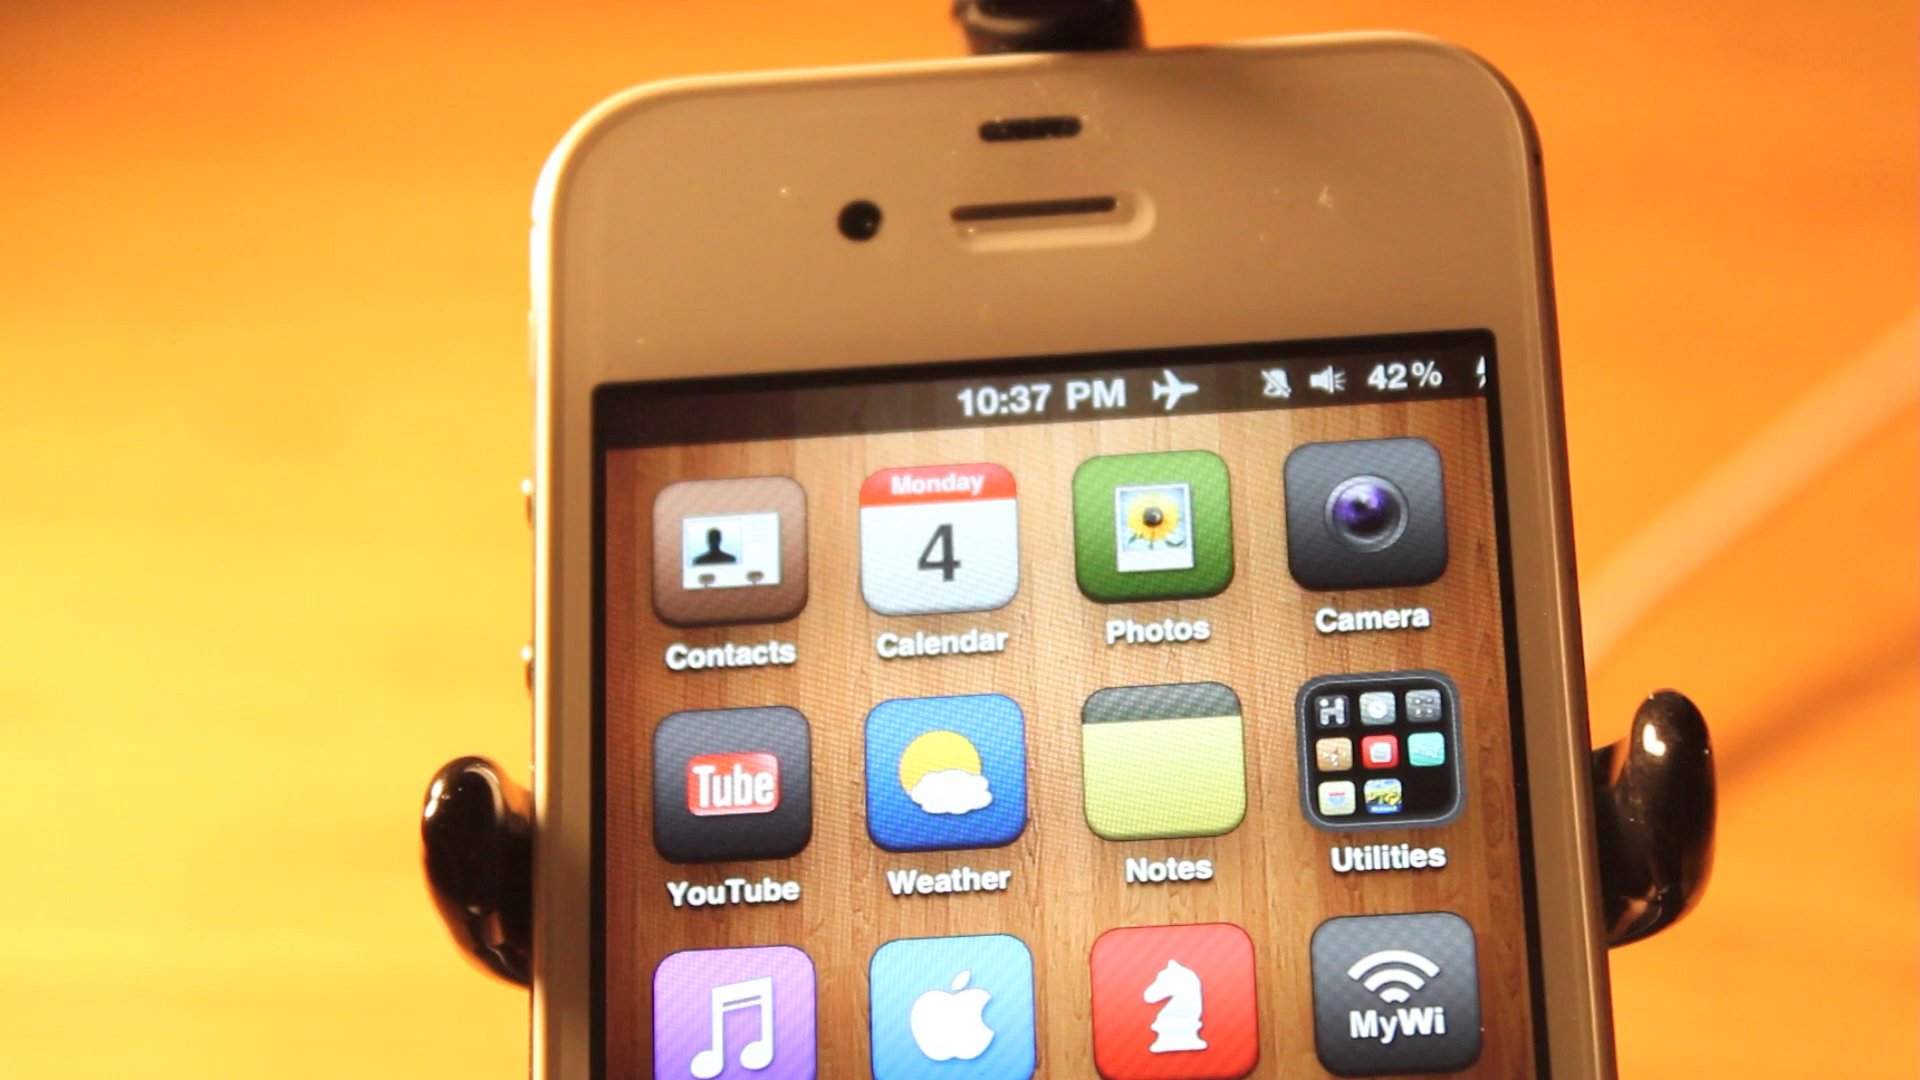 10:37 PM 42%
Monday
4
Contacts Calendar Photos Camera
Tube
YouTube Weather Notes Utilities
MyWi